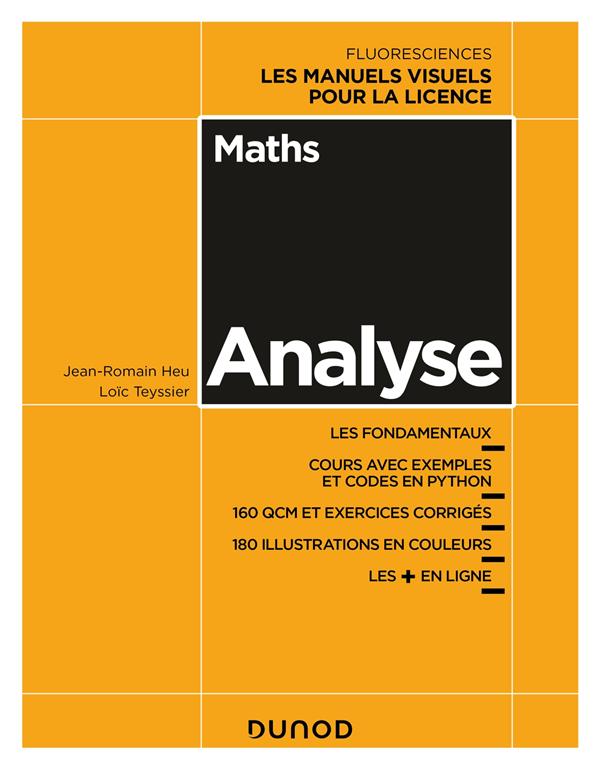 FLUORESCIENCES
LES MANUELS VISUELS
POUR LA LICENCE
Maths
Analyse
Jean-Romain Heu
Loïc Teyssier
LES FONDAMENTAUX
COURS AVEC EXEMPLES
ET CODES EN PYTHON
160 QCM ET EXERCICES CORRIGÉS
180 ILLUSTRATIONS EN COULEURS
LES + EN LIGNE
DUNOD